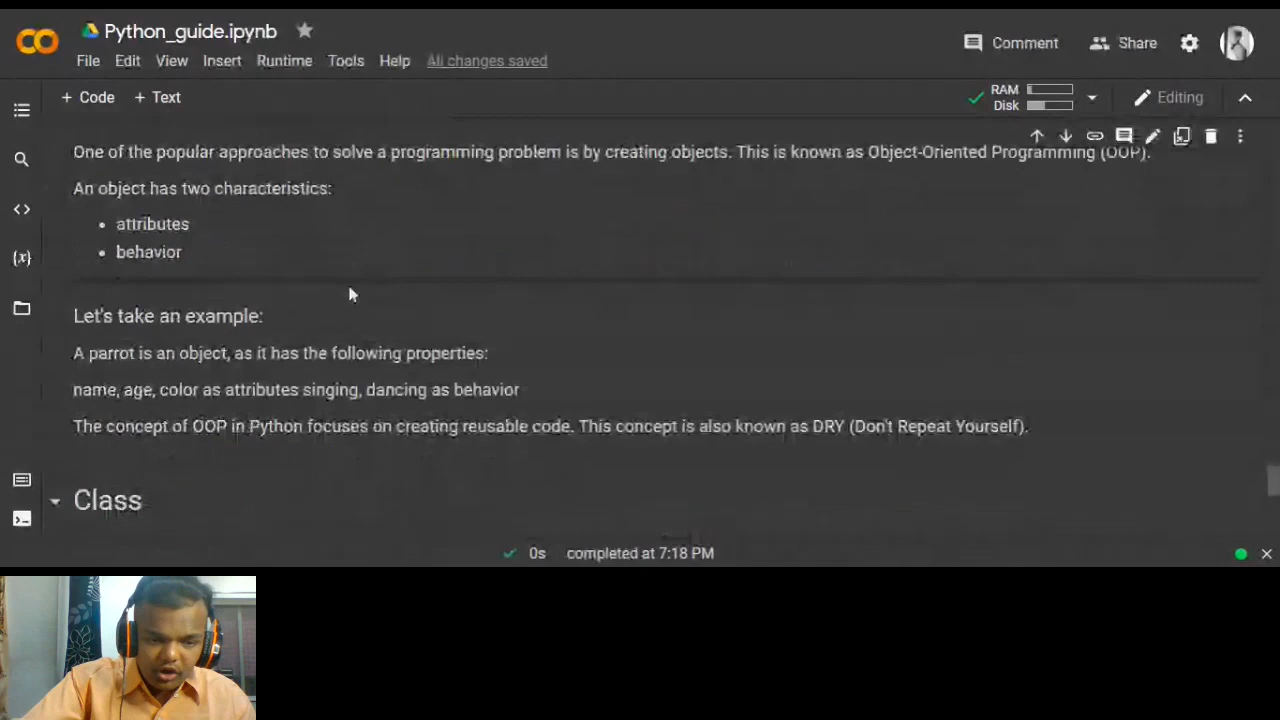 Python_guide.ipynb
File Edit View Insert Runtime Tools Help All changes saved
Comment Share
+ Code + Text
RAM
Disk
Editing
One of the popular approaches to solve a programming problem is by creating objects. This is known as Object-Oriented Programming (OOP).
An object has two characteristics:
• attributes
• behavior
Let's take an example:
A parrot is an object, as it has the following properties:
name, age, color as attributes singing, dancing as behavior
The concept of OOP in Python focuses on creating reusable code. This concept is also known as DRY (Don't Repeat Yourself).
Class
0s completed at 7:18 PM